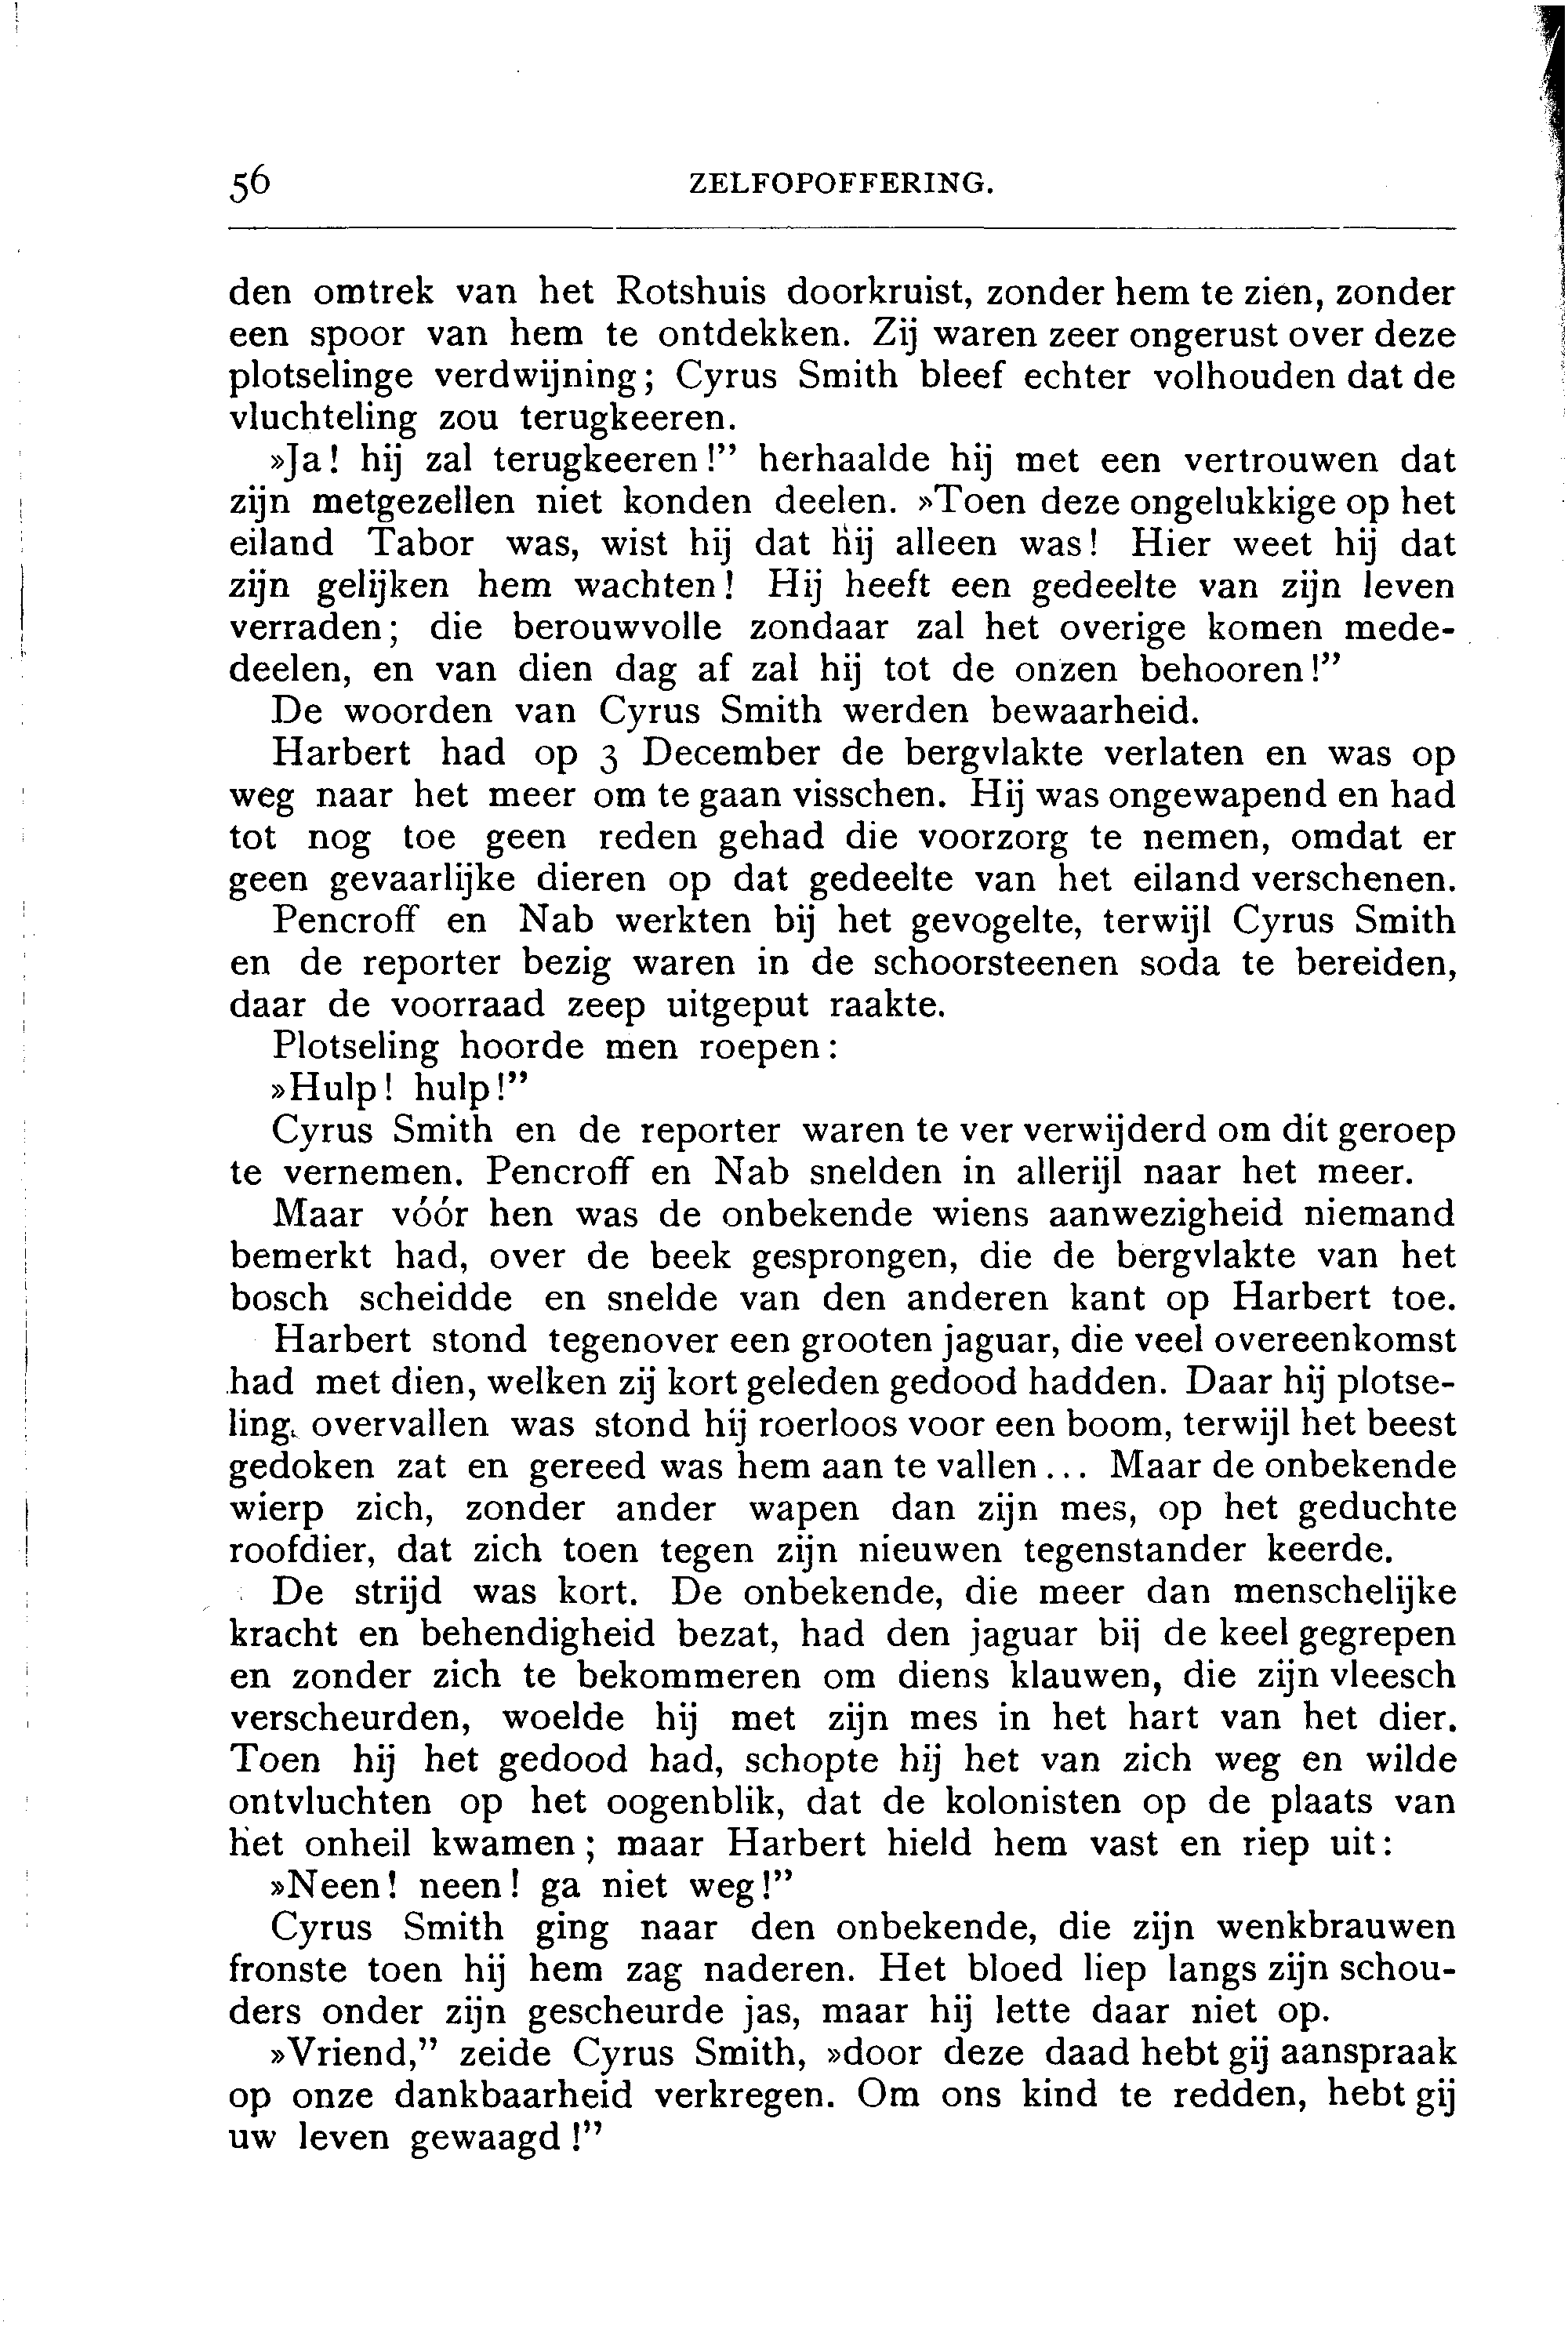 56 ZELFOPOFFERING.
den omtrek van het Rotshuis doorkruist, zonder hem te zien, zonder
een spoor van hem te ontdekken. Zij waren zeer ongerust over deze
plotselinge verdwijning; Cyrus Smith bleef echter volhouden dat de
vluchteling zou terugkeeren.
»Ja! hij zal terugkeeren!” herhaalde hij met een vertrouwen dat
zijn metgezellen niet konden deelen. »Toen deze ongelukkige op het
eiland Tabor was, wist hij dat hij alleen was! Hier weet hij dat
zijn gelijken hem wachten! Hij heeft een gedeelte van zijn leven
verraden; die berouwvolle zondaar zal het overige komen mede-
deelen, en van dien dag af zal hij tot de onzen behooren!”
De woorden van Cyrus Smith werden bewaarheid.
Harbert had op 3 December de bergvlakte verlaten en was op
weg naar het meer om te gaan visschen. Hij was ongewapend en had
tot nog toe geen reden gehad die voorzorg te nemen, omdat er
geen gevaarlijke dieren op dat gedeelte van het eiland verschenen.
Pencroff en Nab werkten bij het gevogelte, terwijl Cyrus Smith
en de reporter bezig waren in de schoorsteenen soda te bereiden,
daar de voorraad zeep uitgeput raakte.
Plotseling hoorde men roepen:
»Hulp! hulp!”
Cyrus Smith en de reporter waren te ver verwijderd om dit geroep
te vernemen. Pencroff en Nab snelden in allerijl naar het meer.
Maar vóór hen was de onbekende wiens aanwezigheid niemand
bemerkt had, over de beek gesprongen, die de bergvlakte van het
bosch scheidde en snelde van den anderen kant op Harbert toe.
Harbert stond tegenover een grooten jaguar, die veel overeenkomst
had met dien, welken zij kort geleden gedood hadden. Daar hij plotse-
ling overvallen was stond hij roerloos voor een boom, terwijl het beest
gedoken zat en gereed was hem aan te vallen... Maar de onbekende
wierp zich, zonder ander wapen dan zijn mes, op het geduchte
roofdier, dat zich toen tegen zijn nieuwen tegenstander keerde.
De strijd was kort. De onbekende, die meer dan menschelijke
kracht en behendigheid bezat, had den jaguar bij de keel gegrepen
en zonder zich te bekommeren om diens klauwen, die zijn vleesch
verscheurden, woelde hij met zijn mes in het hart van het dier.
Toen hij het gedood had, schopte hij het van zich weg en wilde
ontvluchten op het oogenblik, dat de kolonisten op de plaats van
het onheil kwamen; maar Harbert hield hem vast en riep uit:
»Neen! neen! ga niet weg!”
Cyrus Smith ging naar den onbekende, die zijn wenkbrauwen
fronste toen hij hem zag naderen. Het bloed liep langs zijn schou-
ders onder zijn gescheurde jas, maar hij lette daar niet op.
»Vriend,” zeide Cyrus Smith, »door deze daad hebt gij aanspraak
op onze dankbaarheid verkregen. Om ons kind te redden, hebt gij
uw leven gewaagd!”